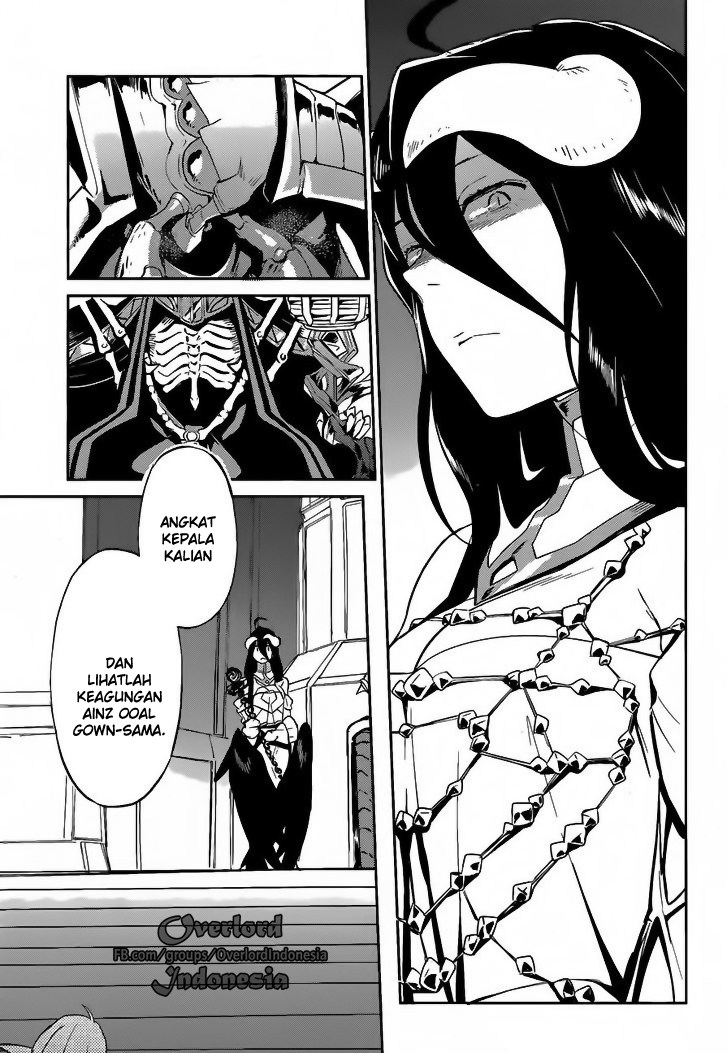 ANGKAT
KEPALA
KALIAN
DAN
LIHATLAH
KEAGUNGAN
AINZ OOAL
GOWN-SAMA.
Overlord
FB.com/groups/OverlordIndonesia
Indonesia